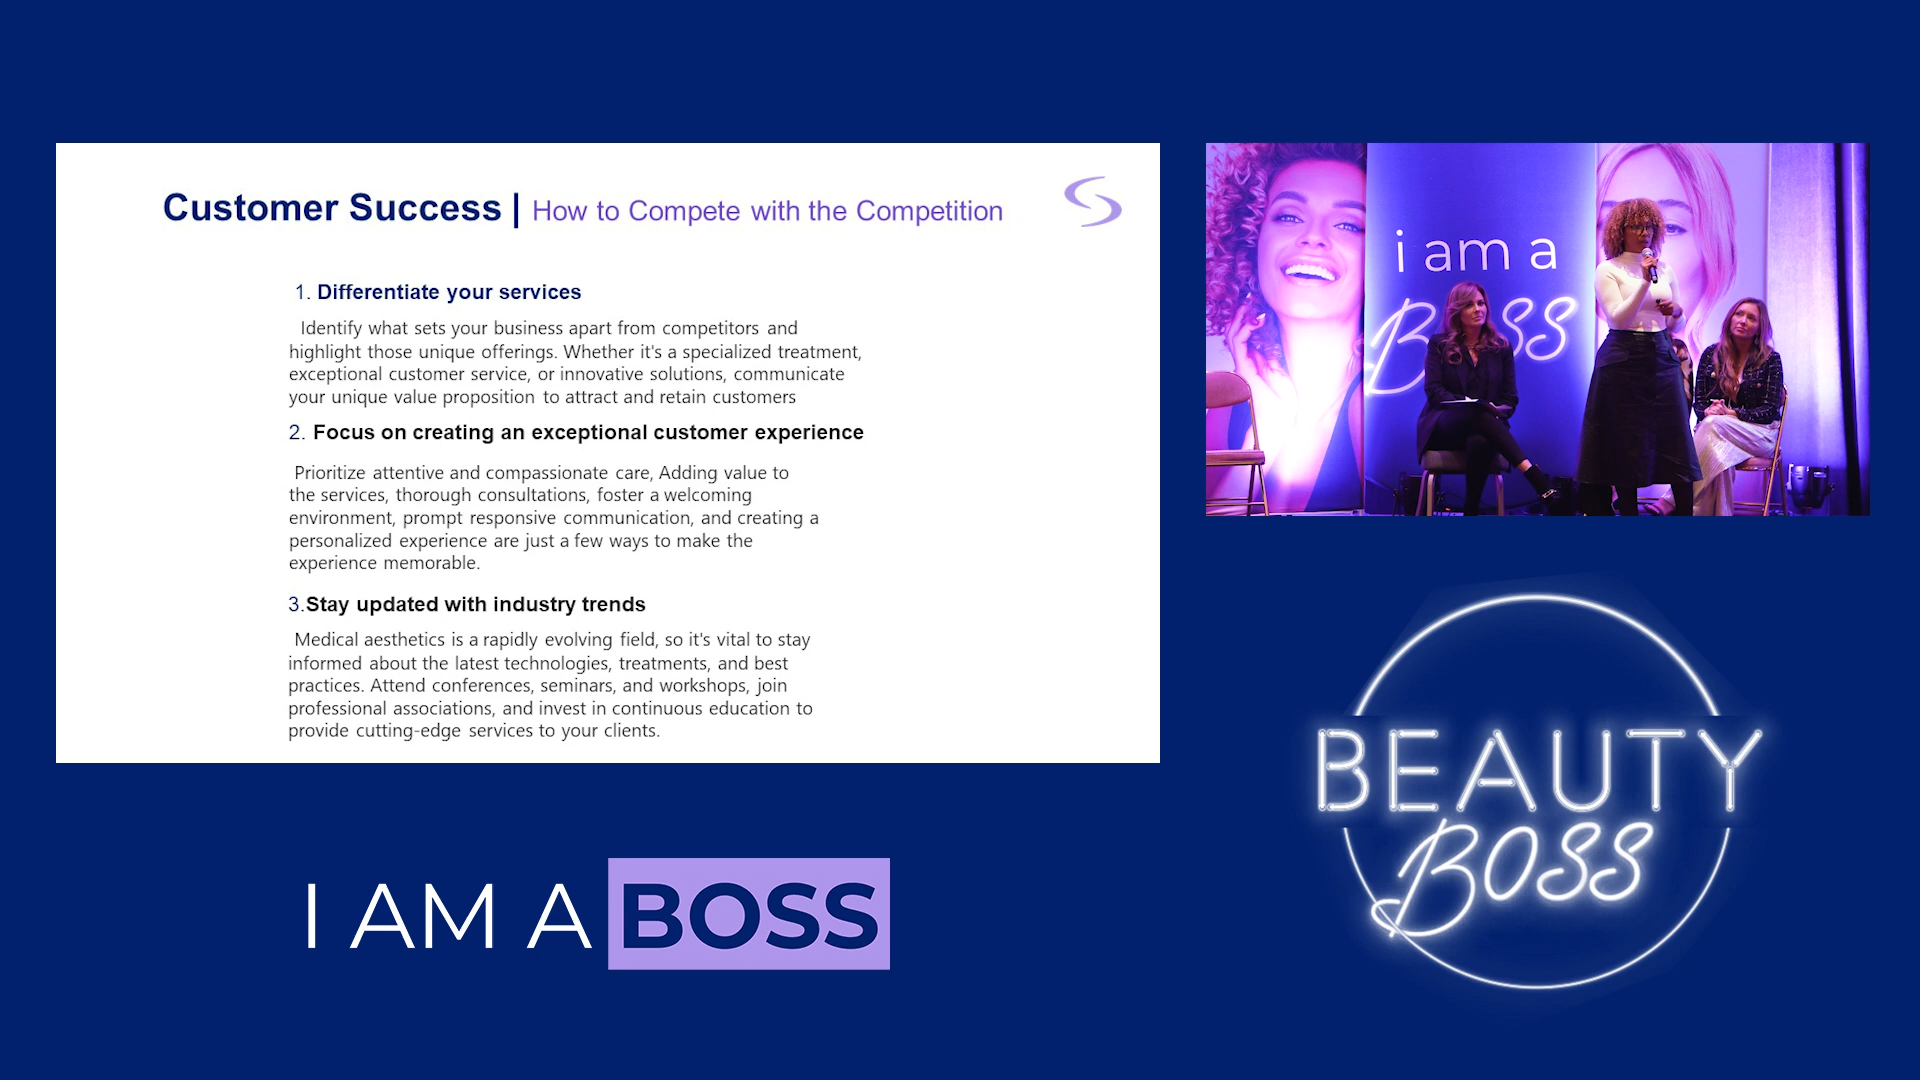 Customer Success | How to Compete with the Competition
1. Differentiate your services
Identify what sets your business apart from competitors and
highlight those unique offerings. Whether it's a specialized treatment,
exceptional customer service, or innovative solutions, communicate
your unique value proposition to attract and retain customers
2. Focus on creating an exceptional customer experience
Prioritize attentive and compassionate care, Adding value to
the services, thorough consultations, foster a welcoming
environment, prompt responsive communication, and creating a
personalized experience are just a few ways to make the
experience memorable.
3.Stay updated with industry trends
Medical aesthetics is a rapidly evolving field, so it's vital to stay
informed about the latest technologies, treatments, and best
practices. Attend conferences, seminars, and workshops, join
professional associations, and invest in continuous education to
provide cutting-edge services to your clients.
i am a
BOSS
I AM A BOSS
BEAUTY
BOSS